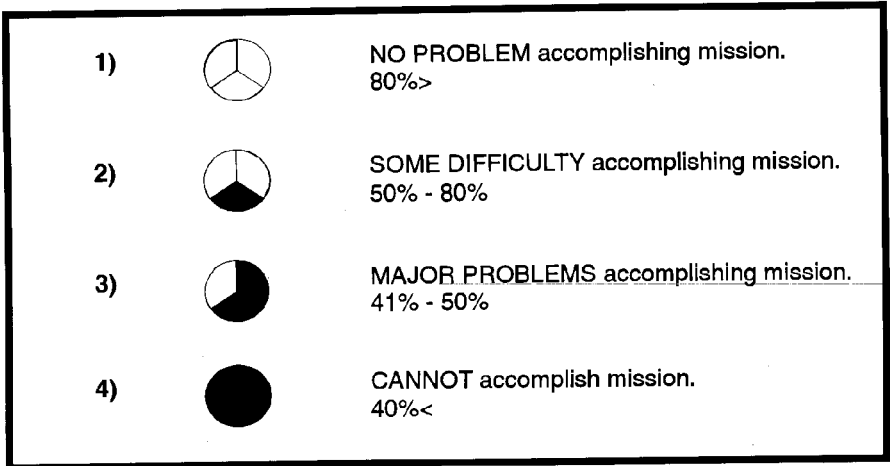 1) NO PROBLEM accomplishing mission.
80%>
2) SOME DIFFICULTY accomplishing mission.
50% - 80%
3) MAJOR PROBLEMS accomplishing mission.
41% - 50%
4) CANNOT accomplish mission.
40%<